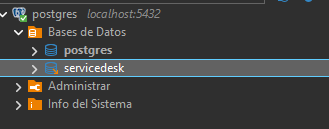 postgres localhost:5432
Bases de Datos
postgres
servicedesk
Administrar
Info del Sistema